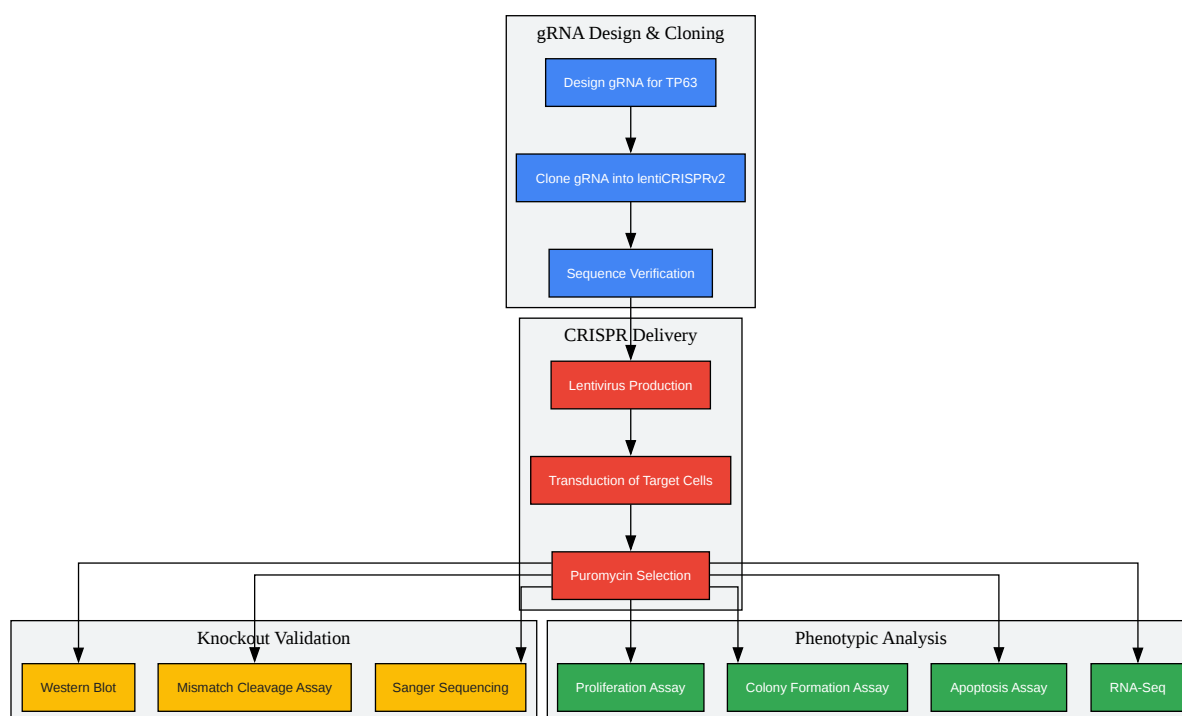 gRNA Design & Cloning
Design gRNA for TP63
Clone gRNA into lentiCRISPRv2
Sequence Verification
CRISPR Delivery
Lentivirus Production
Transduction of Target Cells
Puromycin Selection
Knockout Validation
Phenotypic Analysis
Western Blot
Mismatch Cleavage Assay
Sanger Sequencing
Proliferation Assay
Colony Formation Assay
Apoptosis Assay
RNA-Seq